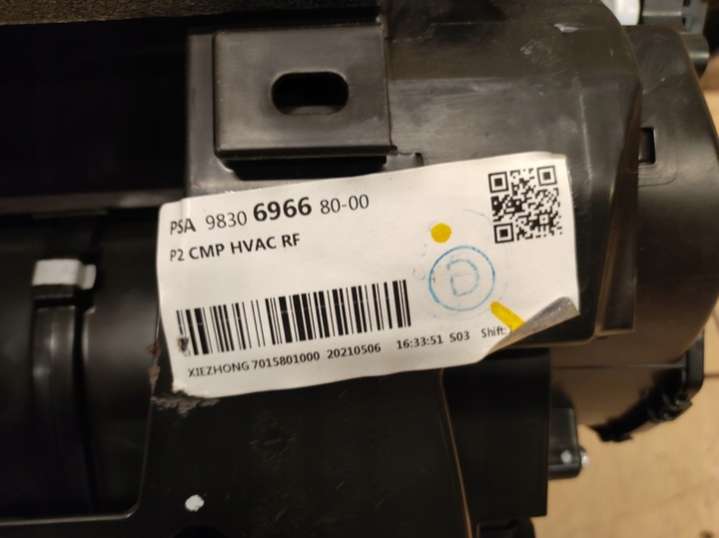 PSA 9830 6966 80-00
P2 CMP HVAC RF
D
XIEZHONG 7015801000 20210506 16:33:51 S03 Shift: